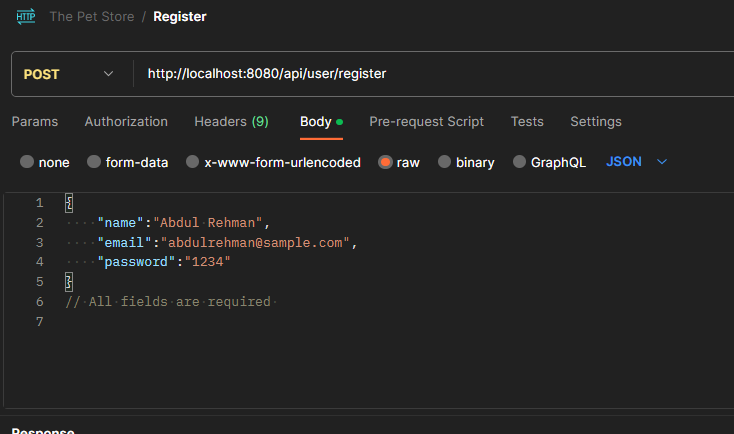 HTTP The Pet Store / Register
POST http://localhost:8080/api/user/register
Params Authorization Headers (9) Body Pre-request Script Tests Settings
none form-data x-www-form-urlencoded raw binary GraphQL JSON
1 {
2 "name":"Abdul Rehman",
3 "email":"abdulrehman@sample.com",
4 "password":"1234"
5 }
6 // All fields are required
7
Response